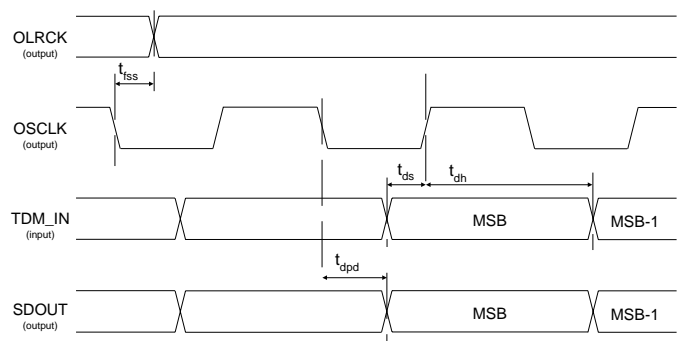 OLRCK
(output)
t_fss
OSCLK
(output)
t_ds
t_dh
TDM_IN
(input)
MSB
MSB-1
t_dpd
SDOUT
(output)
MSB
MSB-1